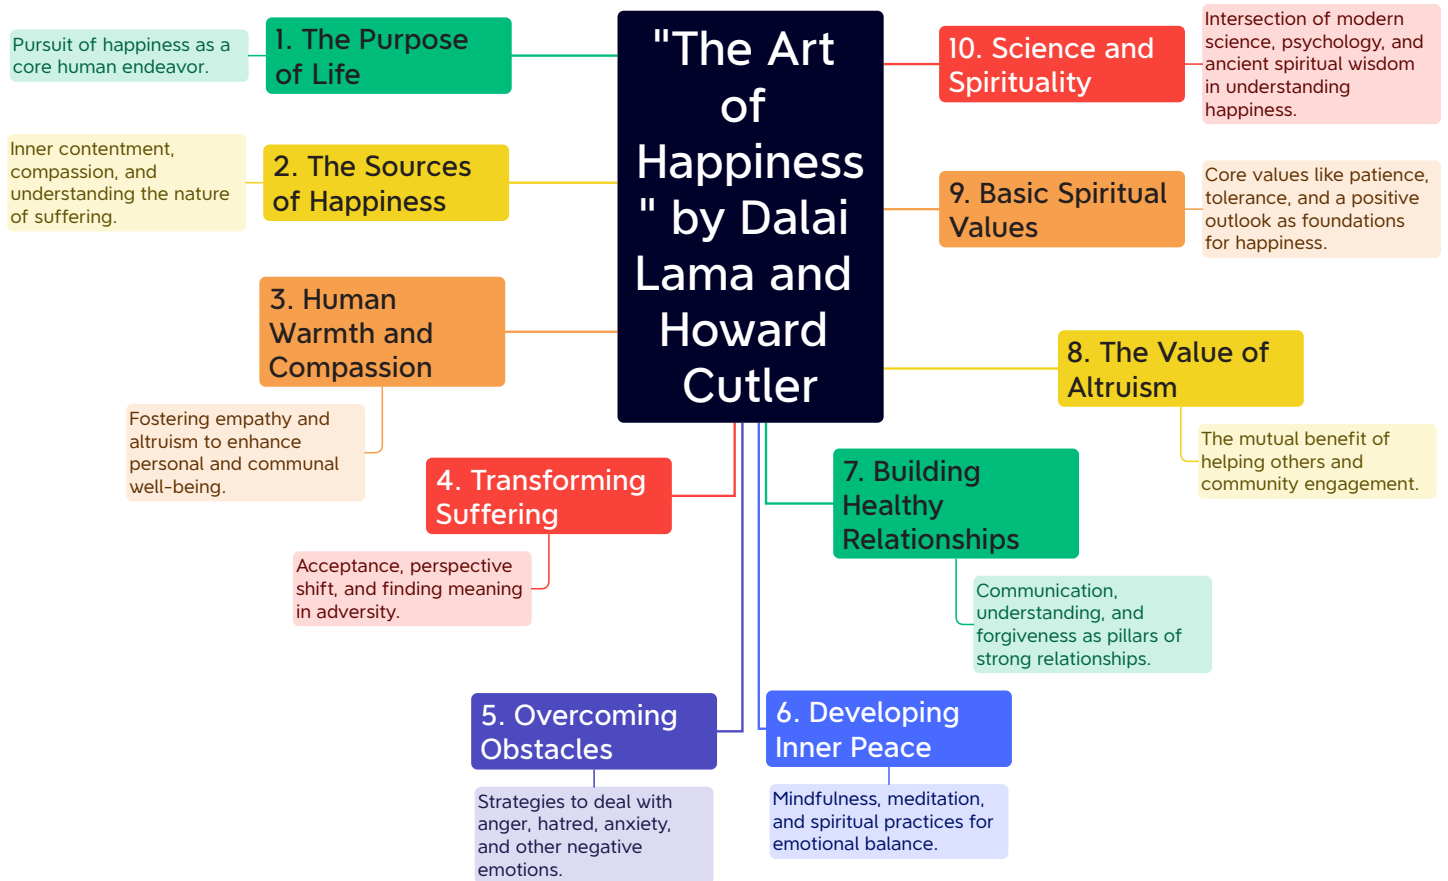 "The Art
of
Happiness
" by Dalai
Lama and
Howard
Cutler
1. The Purpose
of Life
Pursuit of happiness as a
core human endeavor.
2. The Sources
of Happiness
Inner contentment,
compassion, and
understanding the nature
of suffering.
3. Human
Warmth and
Compassion
Fostering empathy and
altruism to enhance
personal and communal
well-being.
4. Transforming
Suffering
Acceptance, perspective
shift, and finding meaning
in adversity.
5. Overcoming
Obstacles
Strategies to deal with
anger, hatred, anxiety,
and other negative
emotions.
6. Developing
Inner Peace
Mindfulness, meditation,
and spiritual practices for
emotional balance.
7. Building
Healthy
Relationships
Communication,
understanding, and
forgiveness as pillars of
strong relationships.
8. The Value of
Altruism
The mutual benefit of
helping others and
community engagement.
9. Basic Spiritual
Values
Core values like patience,
tolerance, and a positive
outlook as foundations
for happiness.
10. Science and
Spirituality
Intersection of modern
science, psychology, and
ancient spiritual wisdom
in understanding
happiness.